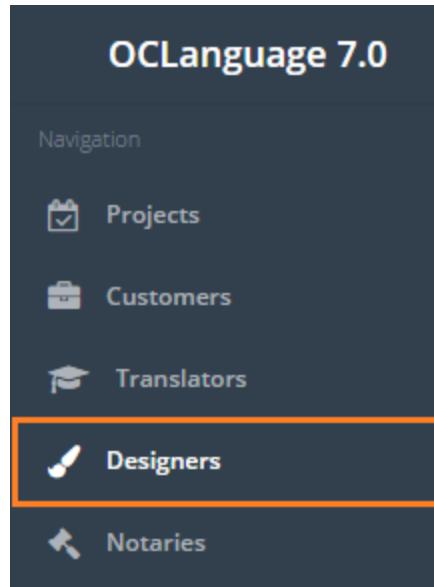 OCLanguage 7.0
Navigation
Projects
Customers
Translators
Designers
Notaries